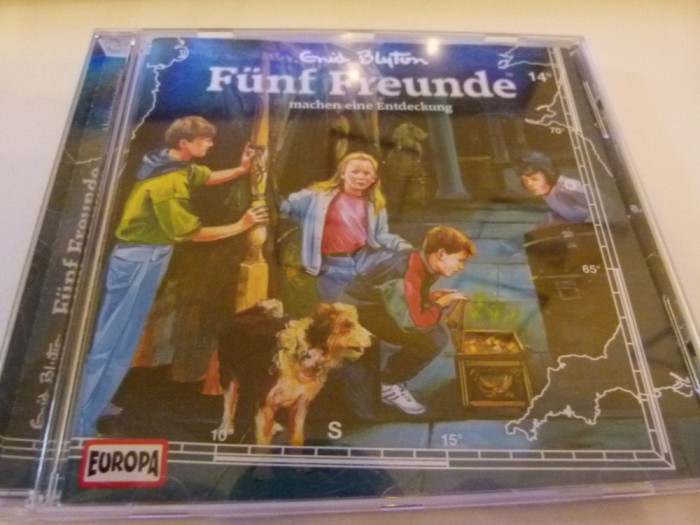 Enid Blyton
Fünf Freunde
14°
machen eine Entdeckung
70°
65°
10
S
15°
EUROPA
Enid Blyton Fünf Freunde